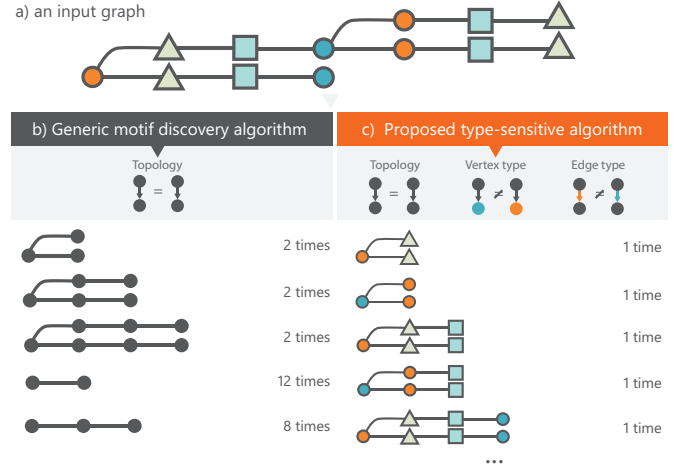 a) an input graph
b) Generic motif discovery algorithm
c) Proposed type-sensitive algorithm
Topology
=
Topology
=
Vertex type
≠
Edge type
≠
2 times
2 times
2 times
12 times
8 times
1 time
1 time
1 time
1 time
1 time
...